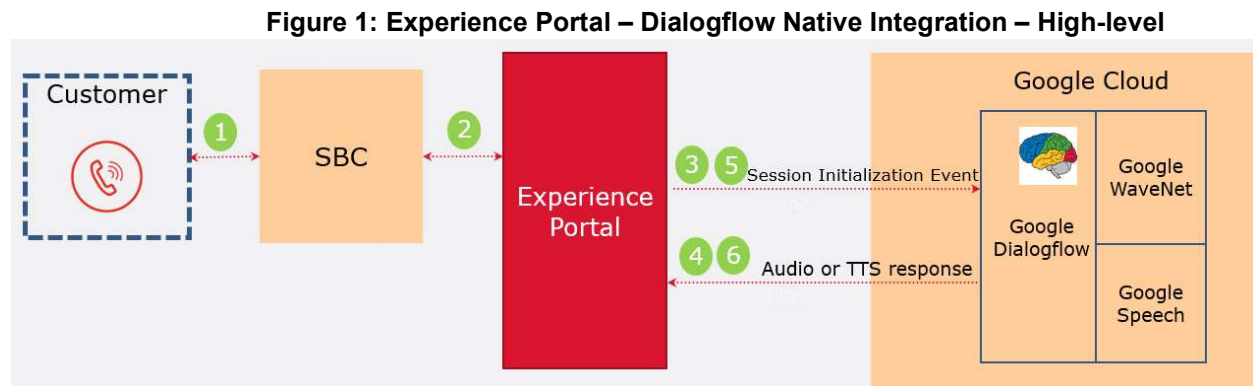 Figure 1: Experience Portal – Dialogflow Native Integration – High-level
Customer
1
SBC
2
Experience
Portal
3 5
Session Initialization Event
4 6
Audio or TTS response
Google Cloud
Google
Dialogflow
Google
WaveNet
Google
Speech